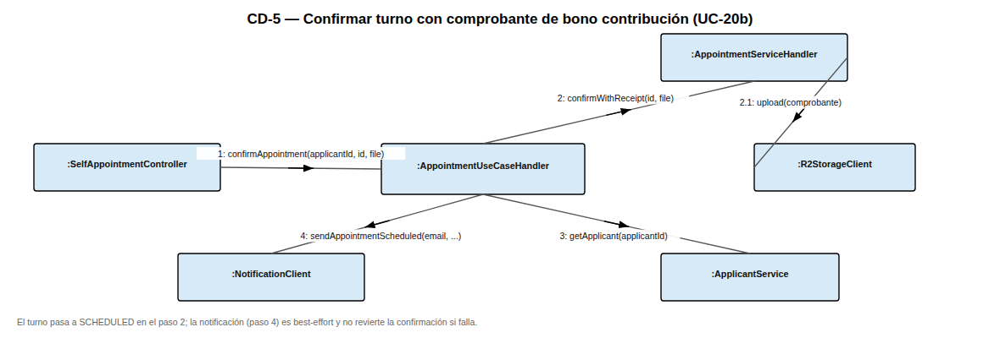 CD-5 — Confirmar turno con comprobante de bono contribución (UC-20b)
:AppointmentServiceHandler
2: confirmWithReceipt(id, file)
2.1: upload(comprobante)
:SelfAppointmentController
1: confirmAppointment(applicantId, id, file)
:AppointmentUseCaseHandler
:R2StorageClient
4: sendAppointmentScheduled(email, ...)
3: getApplicant(applicantId)
:NotificationClient
:ApplicantService
El turno pasa a SCHEDULED en el paso 2; la notificación (paso 4) es best-effort y no revierte la confirmación si falla.